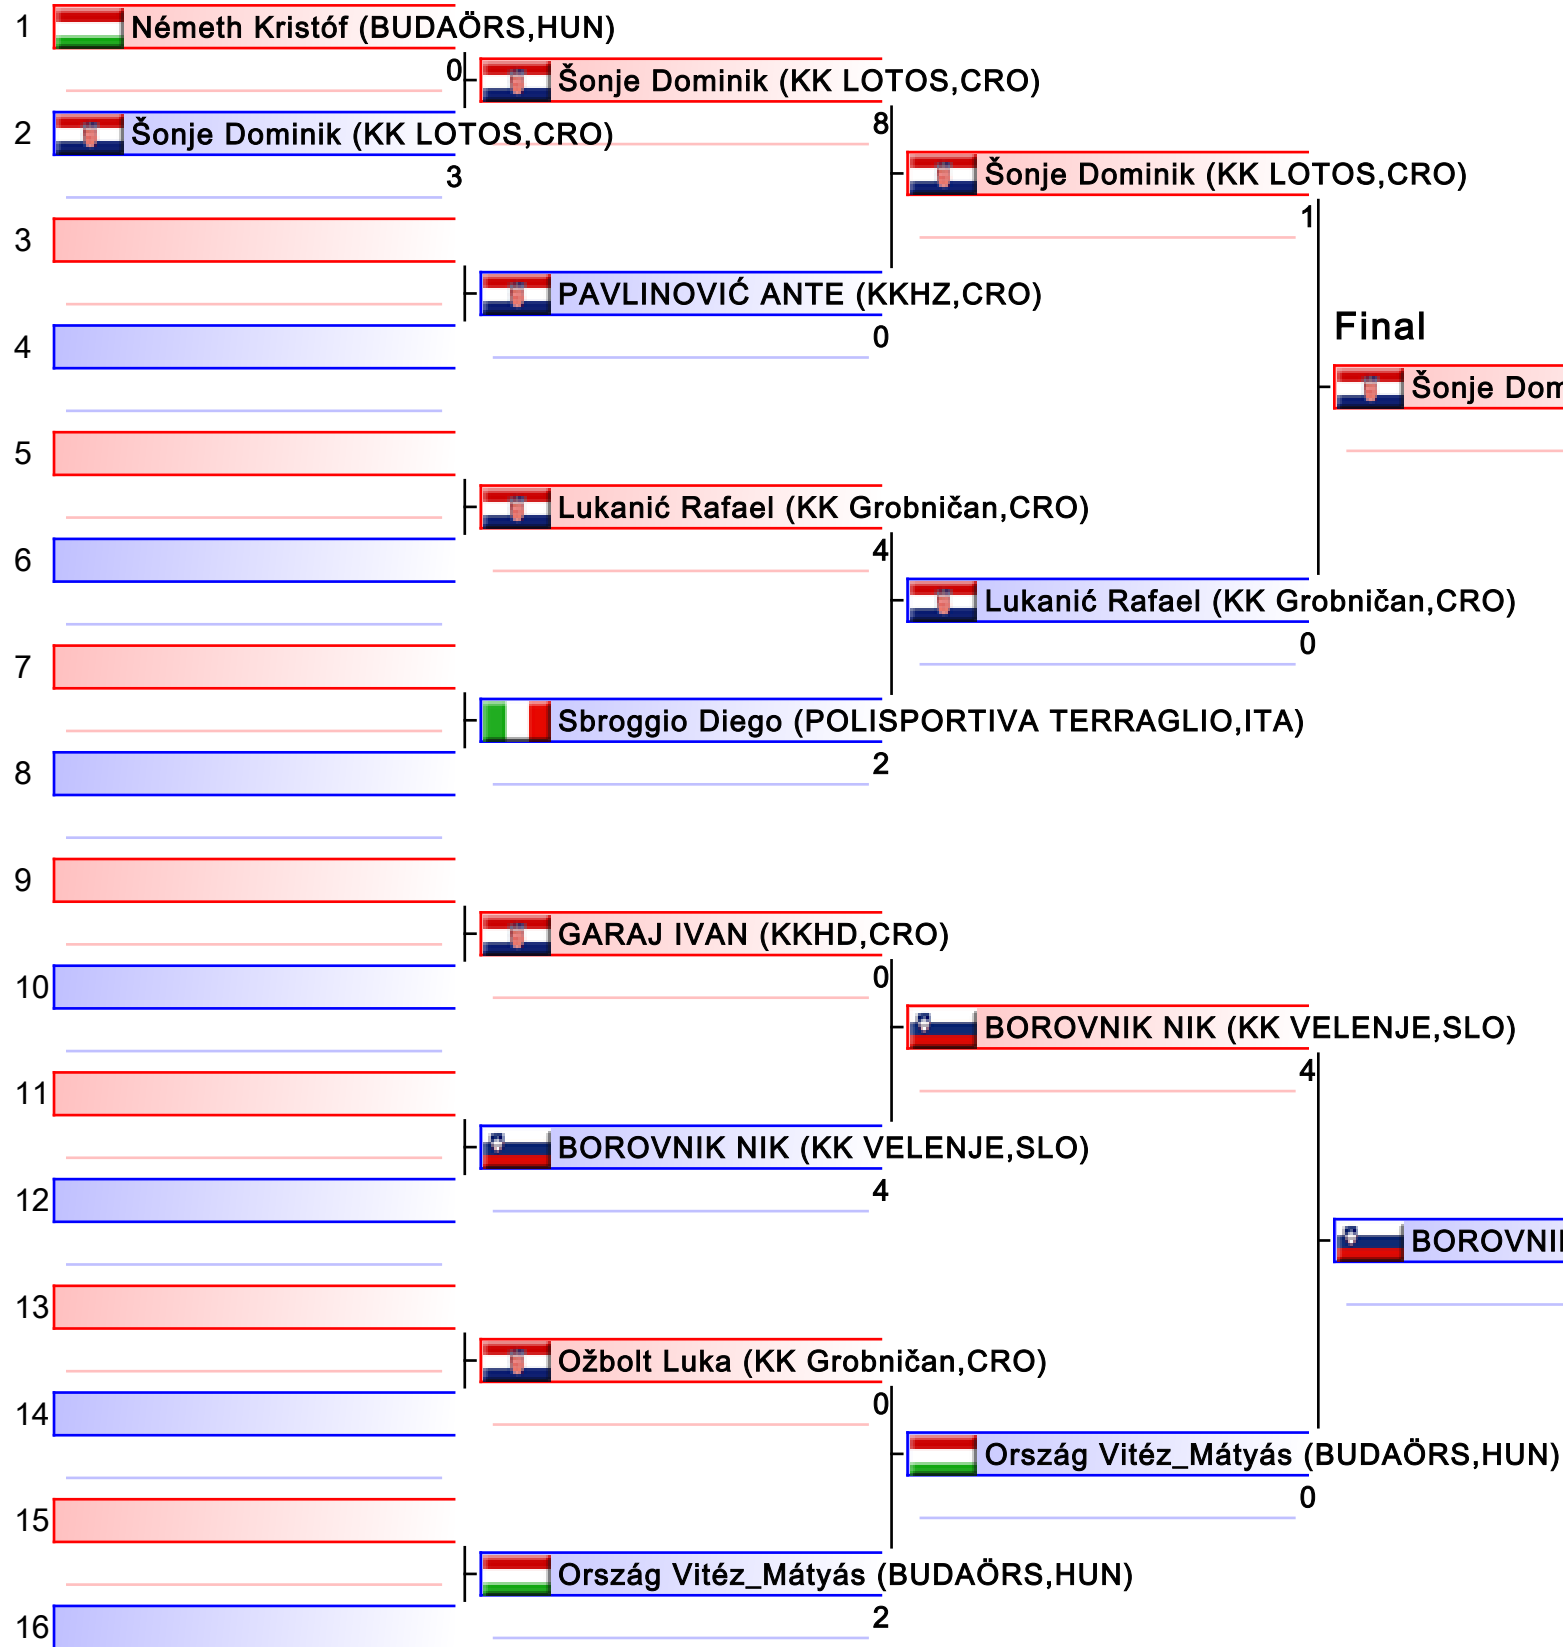 1 Németh Kristóf (BUDAÖRS,HUN)
0
Šonje Dominik (KK LOTOS,CRO)
8
2 Šonje Dominik (KK LOTOS,CRO)
3
Šonje Dominik (KK LOTOS,CRO)
1
3
PAVLINOVIĆ ANTE (KKHZ,CRO)
0
4
Final
Šonje Dom
5
Lukanić Rafael (KK Grobničan,CRO)
4
6
Lukanić Rafael (KK Grobničan,CRO)
0
7
Sbroggio Diego (POLISPORTIVA TERRAGLIO,ITA)
2
8
9
GARAJ IVAN (KKHD,CRO)
0
10
BOROVNIK NIK (KK VELENJE,SLO)
4
11
BOROVNIK NIK (KK VELENJE,SLO)
4
12
BOROVNI
13
Ožbolt Luka (KK Grobničan,CRO)
0
14
Ország Vitéz_Mátyás (BUDAÖRS,HUN)
0
15
Ország Vitéz_Mátyás (BUDAÖRS,HUN)
2
16